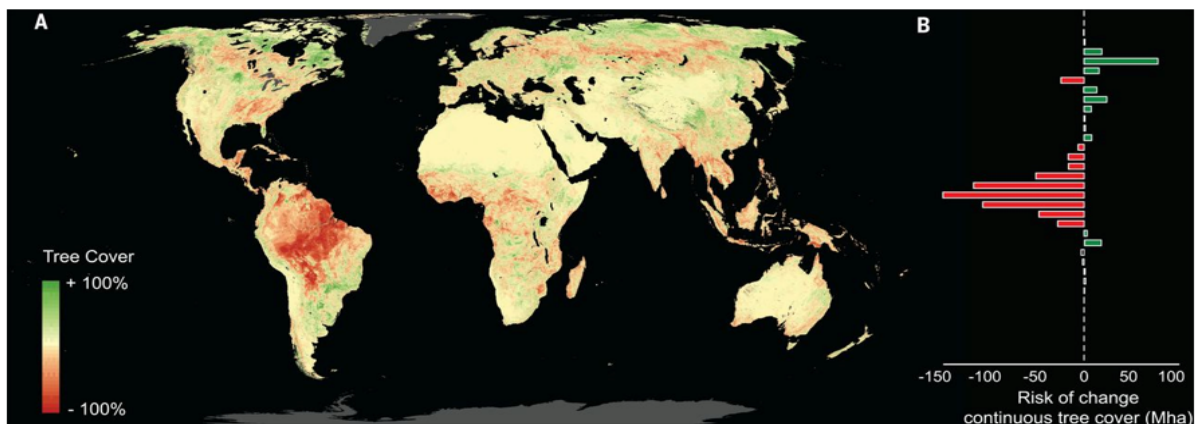 A
B
Tree Cover
+ 100%
- 100%
-150 -100 -50 0 50 100
Risk of change
continuous tree cover (Mha)